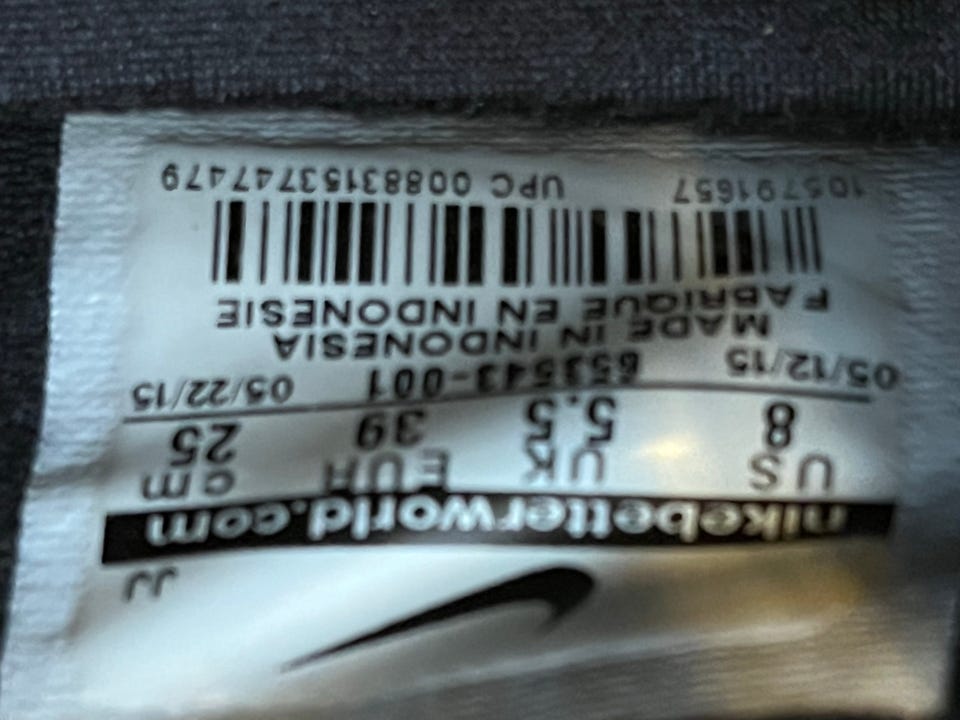 JJ
nikebetterworld.com
US UK EUR cm
8 5.5 39 25
05/12/15 653543-001 05/22/15
MADE IN INDONESIA
FABRIQUE EN INDONESIE
UPC 00883153747479